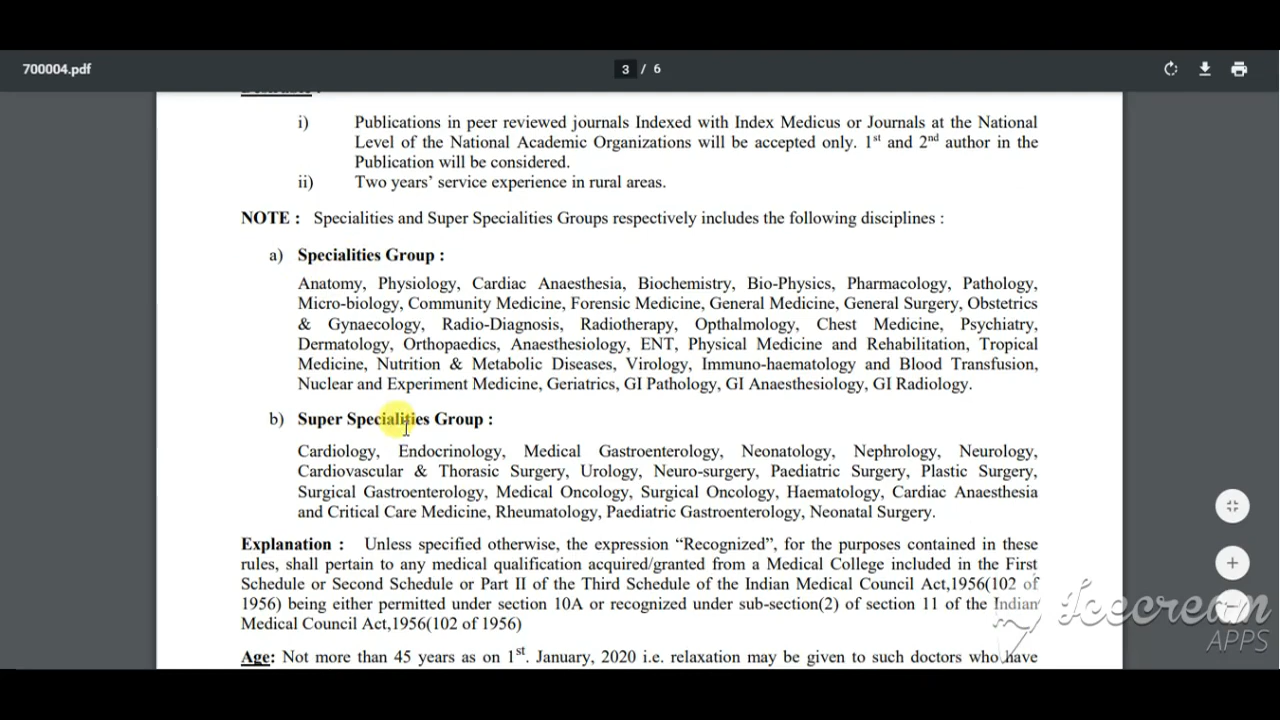 700004.pdf
3 / 6
i) Publications in peer reviewed journals Indexed with Index Medicus or Journals at the National
Level of the National Academic Organizations will be accepted only. 1st and 2nd author in the
Publication will be considered.
ii) Two years’ service experience in rural areas.
NOTE : Specialities and Super Specialities Groups respectively includes the following disciplines :
a) Specialities Group :
Anatomy, Physiology, Cardiac Anaesthesia, Biochemistry, Bio-Physics, Pharmacology, Pathology,
Micro-biology, Community Medicine, Forensic Medicine, General Medicine, General Surgery, Obstetrics
& Gynaecology, Radio-Diagnosis, Radiotherapy, Opthalmology, Chest Medicine, Psychiatry,
Dermatology, Orthopaedics, Anaesthesiology, ENT, Physical Medicine and Rehabilitation, Tropical
Medicine, Nutrition & Metabolic Diseases, Virology, Immuno-haematology and Blood Transfusion,
Nuclear and Experiment Medicine, Geriatrics, GI Pathology, GI Anaesthesiology, GI Radiology.
b) Super Specialities Group :
Cardiology, Endocrinology, Medical Gastroenterology, Neonatology, Nephrology, Neurology,
Cardiovascular & Thorasic Surgery, Urology, Neuro-surgery, Paediatric Surgery, Plastic Surgery,
Surgical Gastroenterology, Medical Oncology, Surgical Oncology, Haematology, Cardiac Anaesthesia
and Critical Care Medicine, Rheumatology, Paediatric Gastroenterology, Neonatal Surgery.
Explanation : Unless specified otherwise, the expression “Recognized”, for the purposes contained in these
rules, shall pertain to any medical qualification acquired/granted from a Medical College included in the First
Schedule or Second Schedule or Part II of the Third Schedule of the Indian Medical Council Act,1956(102 of
1956) being either permitted under section 10A or recognized under sub-section(2) of section 11 of the Indian
Medical Council Act,1956(102 of 1956)
Age: Not more than 45 years as on 1st. January, 2020 i.e. relaxation may be given to such doctors who have
Icecream
APPS